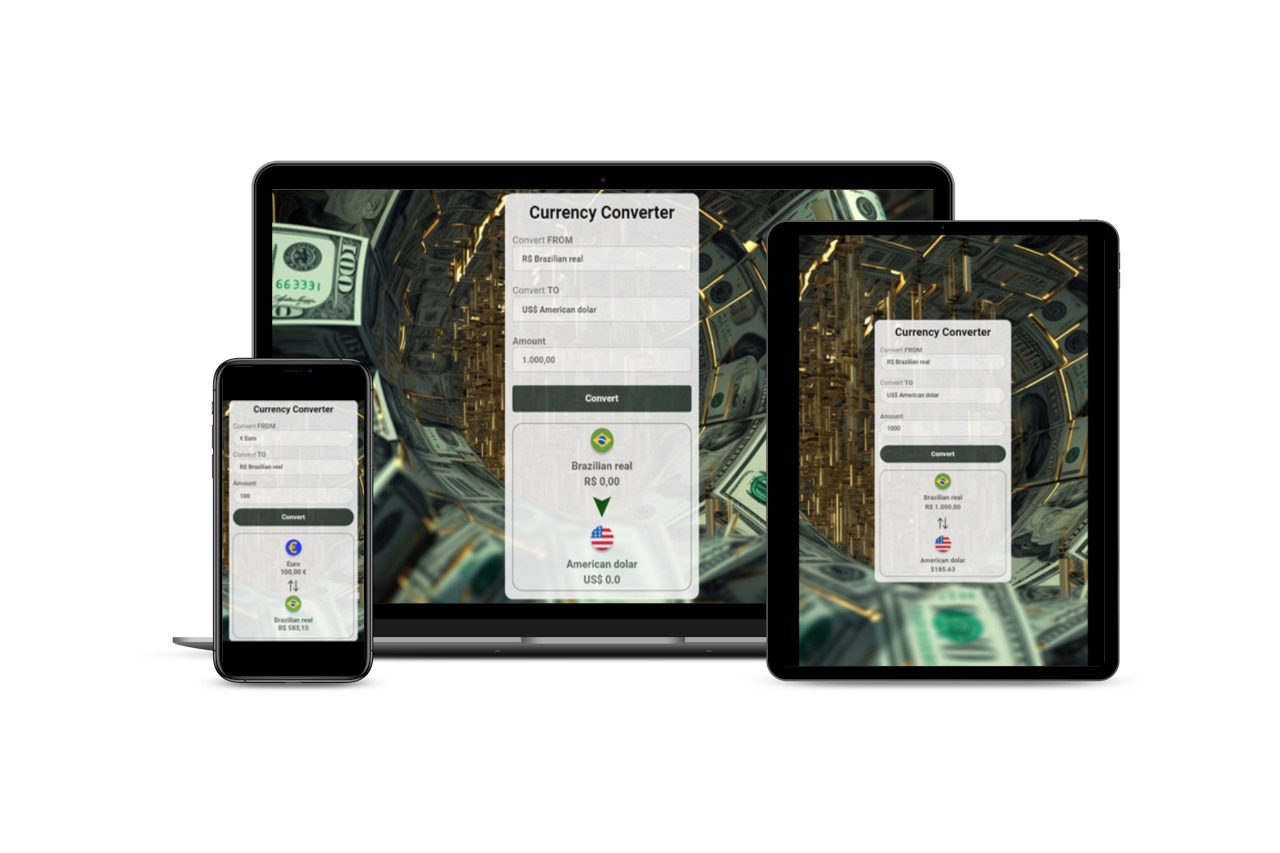 Currency Converter
Convert FROM
R$ Brazilian real
Convert TO
US$ American dolar
Amount
1.000,00
Convert
Brazilian real
R$ 0,00
American dolar
US$ 0.0
100
663331
Currency Converter
Convert FROM
€ Euro
Convert TO
R$ Brazilian real
Amount
100
Convert
€
Euro
100,00 €
Brazilian real
R$ 583,13
Currency Converter
Convert FROM
R$ Brazilian real
Convert TO
US$ American dolar
Amount
1000
Convert
Brazilian real
R$ 1.000,00
American dolar
$185.63